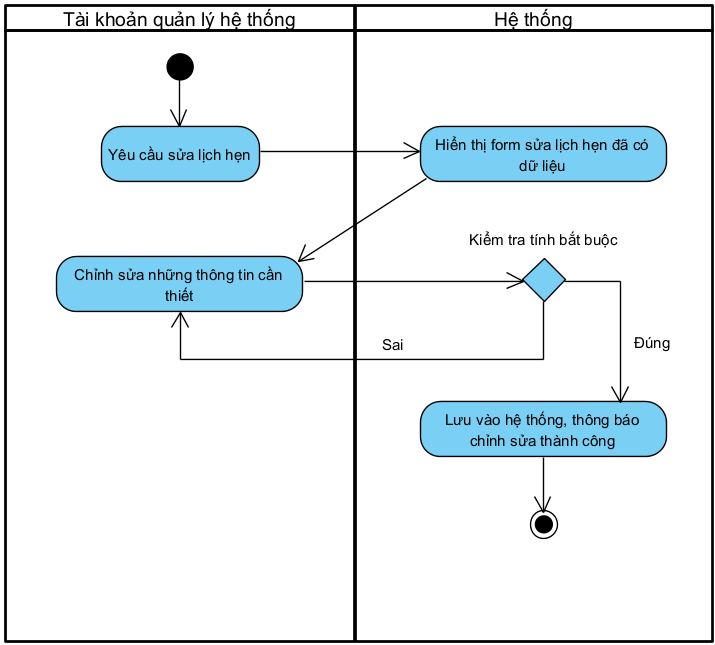 Tài khoản quản lý hệ thống
Hệ thống
Yêu cầu sửa lịch hẹn
Hiển thị form sửa lịch hẹn đã có
dữ liệu
Kiểm tra tính bắt buộc
Chỉnh sửa những thông tin cần
thiết
Sai
Đúng
Lưu vào hệ thống, thông báo
chỉnh sửa thành công